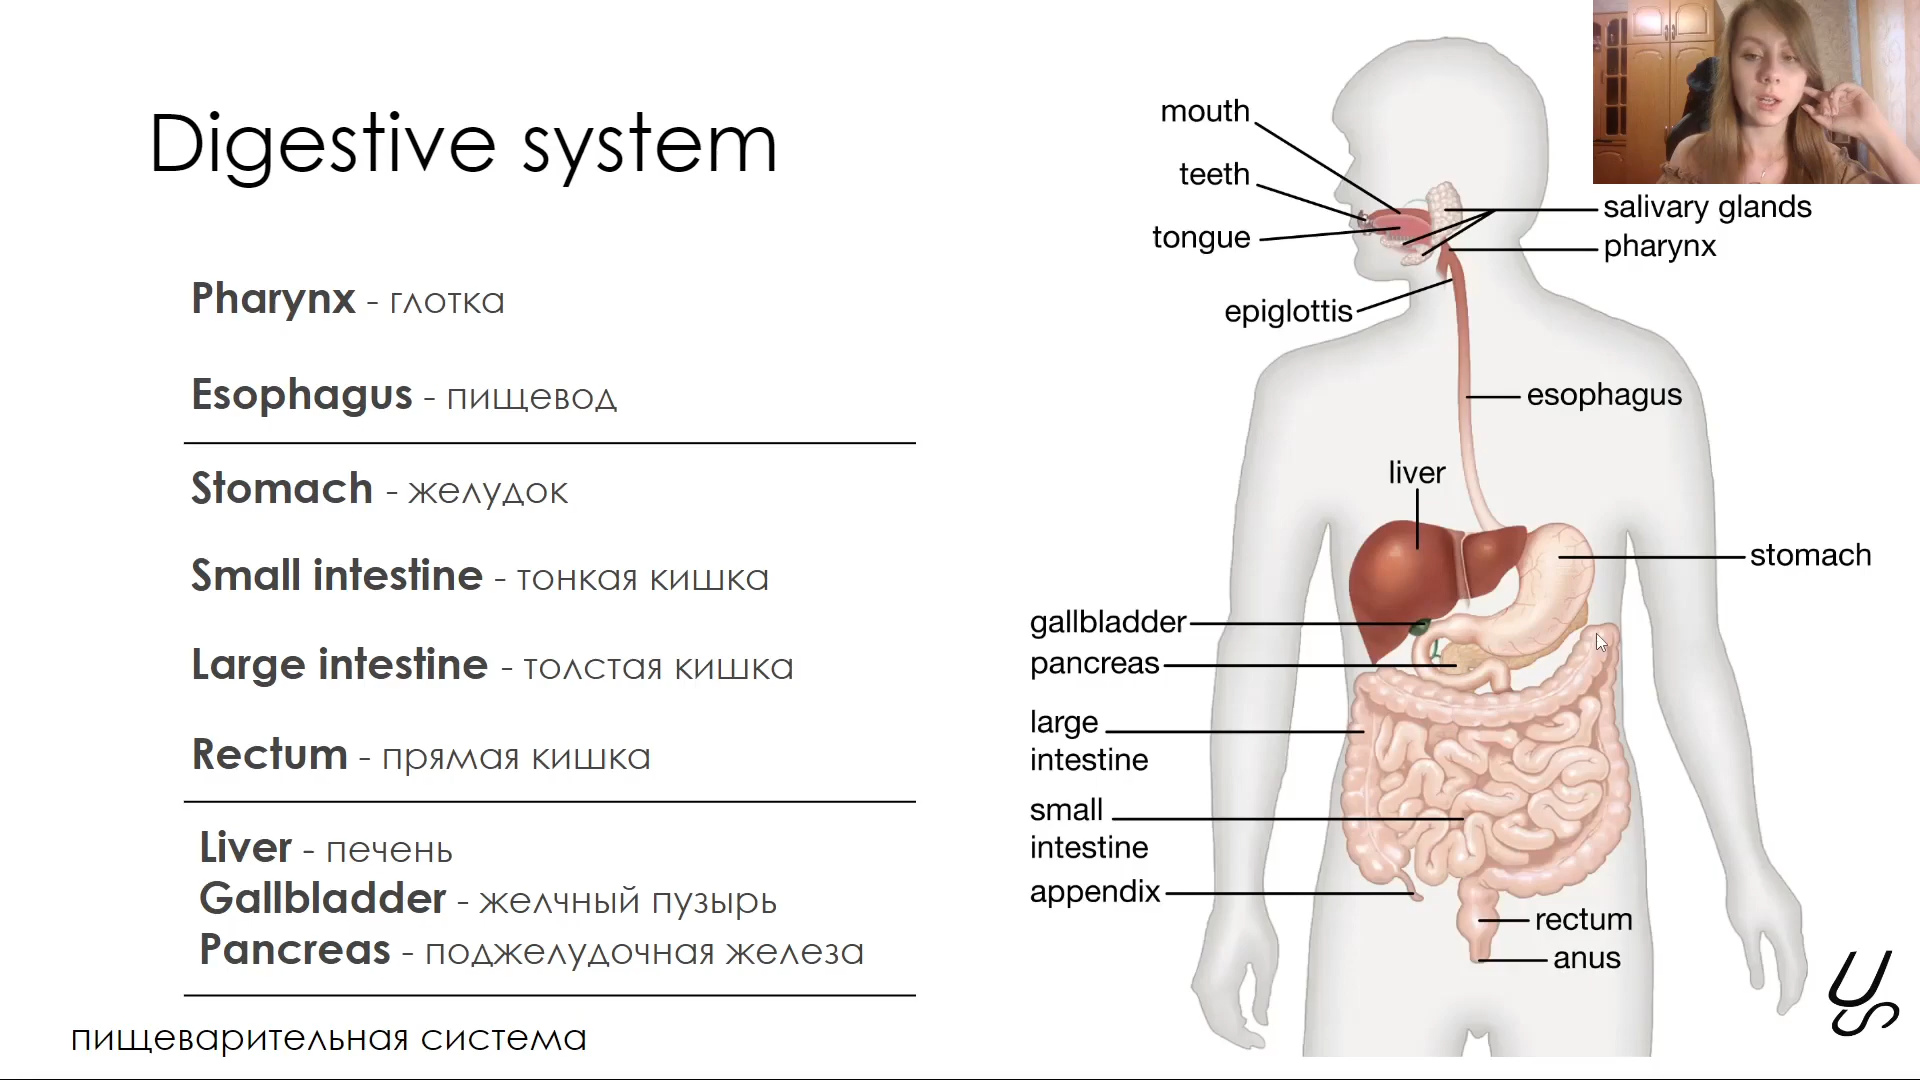 Digestive system
Pharynx - глотка
Esophagus - пищевод
Stomach - желудок
Small intestine - тонкая кишка
Large intestine - толстая кишка
Rectum - прямая кишка
Liver - печень
Gallbladder - желчный пузырь
Pancreas - поджелудочная железа
пищеварительная система
mouth
teeth
tongue
epiglottis
salivary glands
pharynx
esophagus
liver
stomach
gallbladder
pancreas
large
intestine
small
intestine
appendix
rectum
anus
US